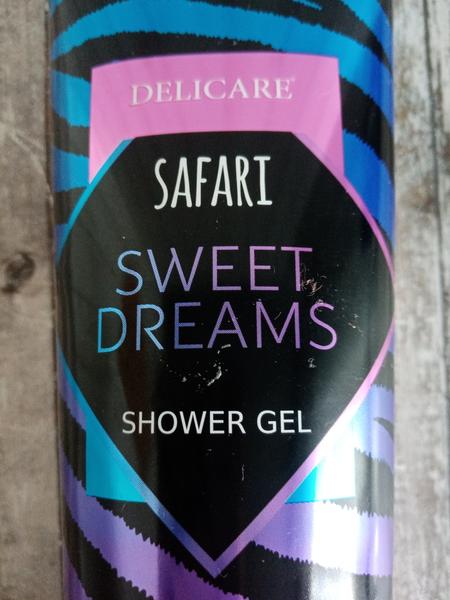 DELICARE
SAFARI
SWEET
DREAMS
SHOWER GEL